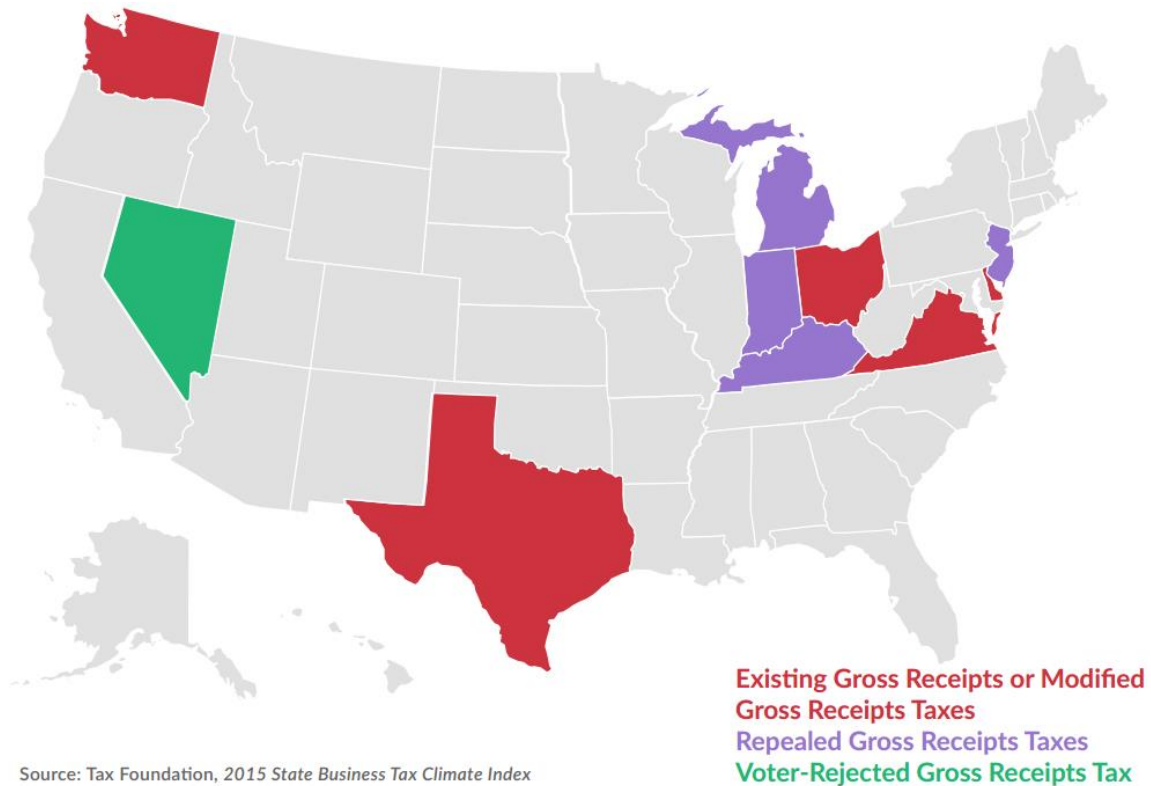 Existing Gross Receipts or Modified
Gross Receipts Taxes
Repealed Gross Receipts Taxes
Voter-Rejected Gross Receipts Tax
Source: Tax Foundation, 2015 State Business Tax Climate Index